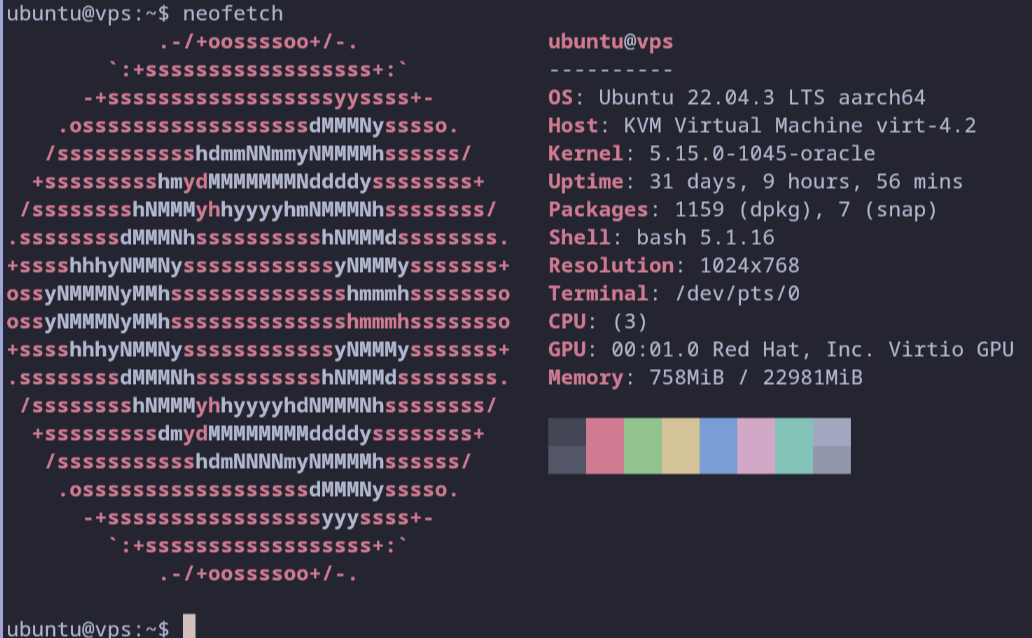 ubuntu@vps:~$ neofetch
            .-/+oossssoo+/-.               ubuntu@vps
        `:+ssssssssssssssssss+:`           ----------
      -+ssssssssssssssssssyyssss+-         OS: Ubuntu 22.04.3 LTS aarch64
    .ossssssssssssssssssdMMMNysssso.       Host: KVM Virtual Machine virt-4.2
   /ssssssssssshdmmNNmmyNMMMMhssssss/      Kernel: 5.15.0-1045-oracle
  +ssssssssshmydMMMMMMMNddddyssssssss+     Uptime: 31 days, 9 hours, 56 mins
 /sssssssshNMMMyhhyyyyhmNMMMNhssssssss/    Packages: 1159 (dpkg), 7 (snap)
.ssssssssdMMMNhsssssssssshNMMMdssssssss.   Shell: bash 5.1.16
+sssshhhyNMMNyssssssssssssyNMMMysssssss+   Resolution: 1024x768
ossyNMMMNyMMhsssssssssssssshmmmhssssssso   Terminal: /dev/pts/0
ossyNMMMNyMMhsssssssssssssshmmmhssssssso   CPU: (3)
+sssshhhyNMMNyssssssssssssyNMMMysssssss+   GPU: 00:01.0 Red Hat, Inc. Virtio GPU
.ssssssssdMMMNhsssssssssshNMMMdssssssss.   Memory: 758MiB / 22981MiB
 /sssssssshNMMMyhhyyyyhdNMMMNhssssssss/
  +sssssssssdmydMMMMMMMMddddyssssssss+
   /ssssssssssshdmNNNNmyNMMMMhssssss/
    .ossssssssssssssssssdMMMNysssso.
      -+sssssssssssssssssyyyssss+-
        `:+ssssssssssssssssss+:`
            .-/+oossssoo+/-.
ubuntu@vps:~$